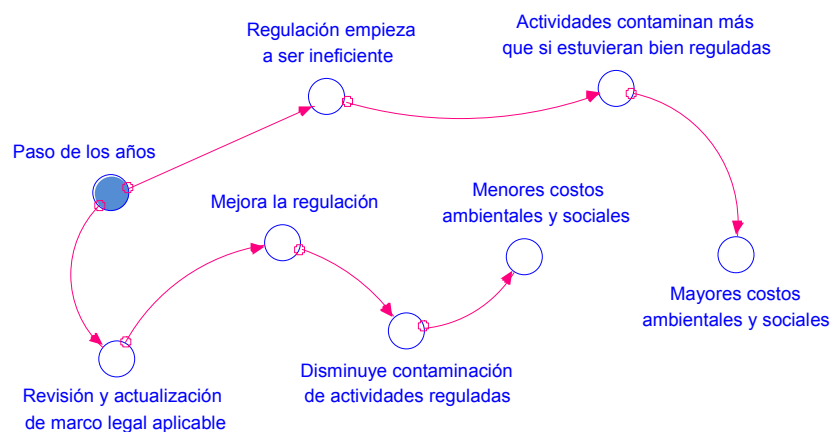 Regulación empieza
a ser ineficiente
Actividades contaminan más
que si estuvieran bien reguladas
Paso de los años
Mejora la regulación
Menores costos
ambientales y sociales
Mayores costos
ambientales y sociales
Disminuye contaminación
de actividades reguladas
Revisión y actualización
de marco legal aplicable